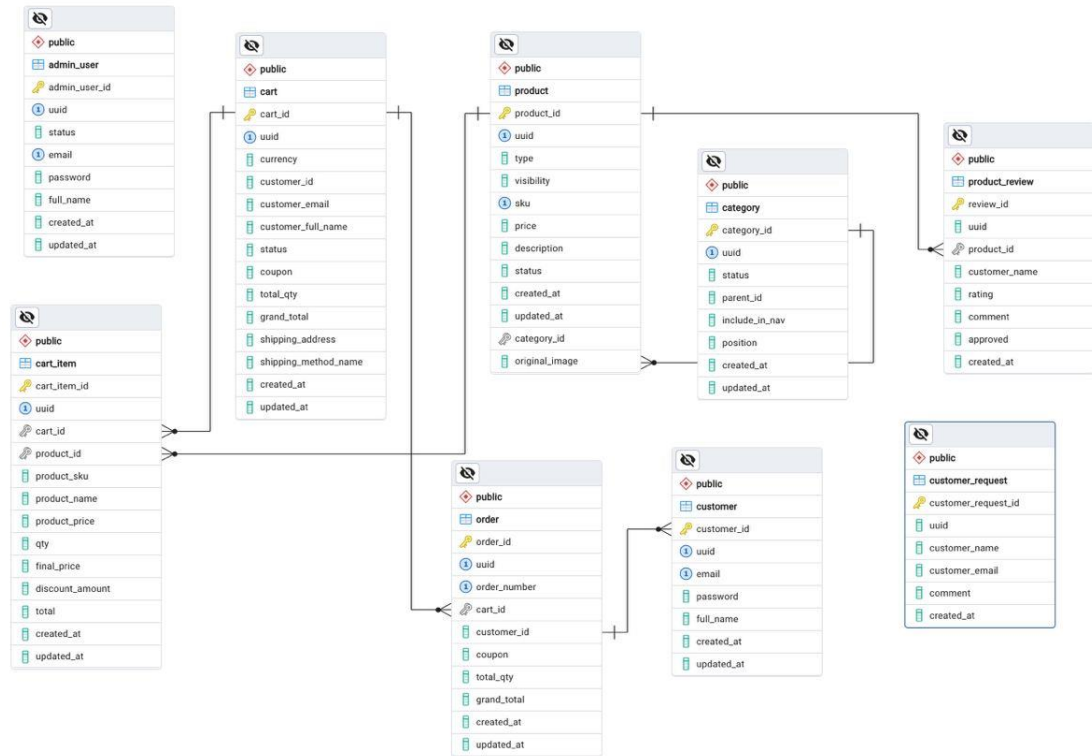 public
admin_user
admin_user_id
uuid
status
email
password
full_name
created_at
updated_at
public
cart
cart_id
uuid
currency
customer_id
customer_email
customer_full_name
status
coupon
total_qty
grand_total
shipping_address
shipping_method_name
created_at
updated_at
public
product
product_id
uuid
type
visibility
sku
price
description
status
created_at
updated_at
category_id
original_image
public
category
category_id
uuid
status
parent_id
include_in_nav
position
created_at
updated_at
public
product_review
review_id
uuid
product_id
customer_name
rating
comment
approved
created_at
public
cart_item
cart_item_id
uuid
cart_id
product_id
product_sku
product_name
product_price
qty
final_price
discount_amount
total
created_at
updated_at
public
order
order_id
uuid
order_number
cart_id
customer_id
coupon
total_qty
grand_total
created_at
updated_at
public
customer
customer_id
uuid
email
password
full_name
created_at
updated_at
public
customer_request
customer_request_id
uuid
customer_name
customer_email
comment
created_at